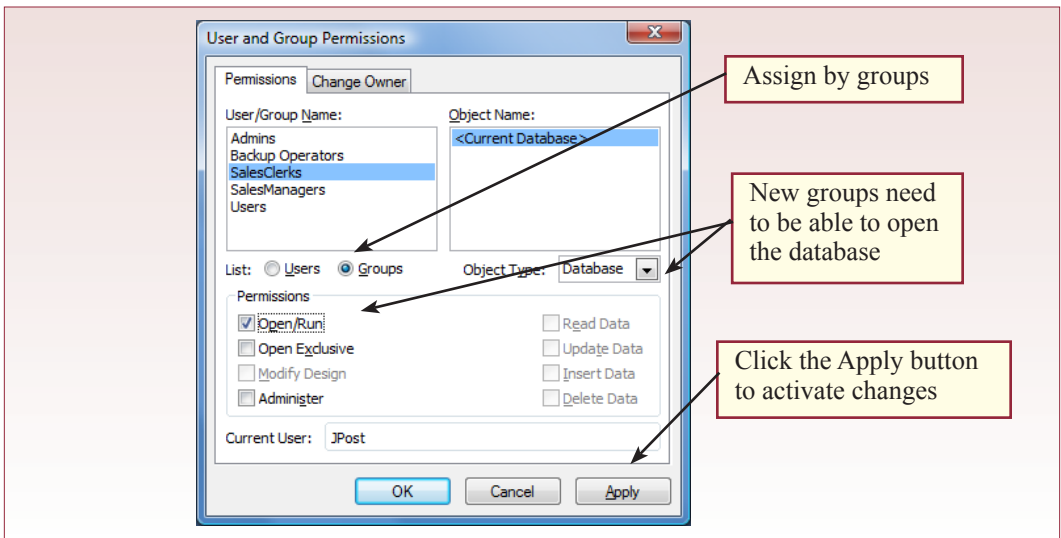 User and Group Permissions
Permissions
Change Owner
User/Group Name:
Object Name:
Admins
Backup Operators
SalesClerks
SalesManagers
Users
<Current Database>
List:
Users
Groups
Object Type:
Database
Permissions
Open/Run
Open Exclusive
Modify Design
Administer
Read Data
Update Data
Insert Data
Delete Data
Current User:
JPost
OK
Cancel
Apply
Assign by groups
New groups need
to be able to open
the database
Click the Apply button
to activate changes